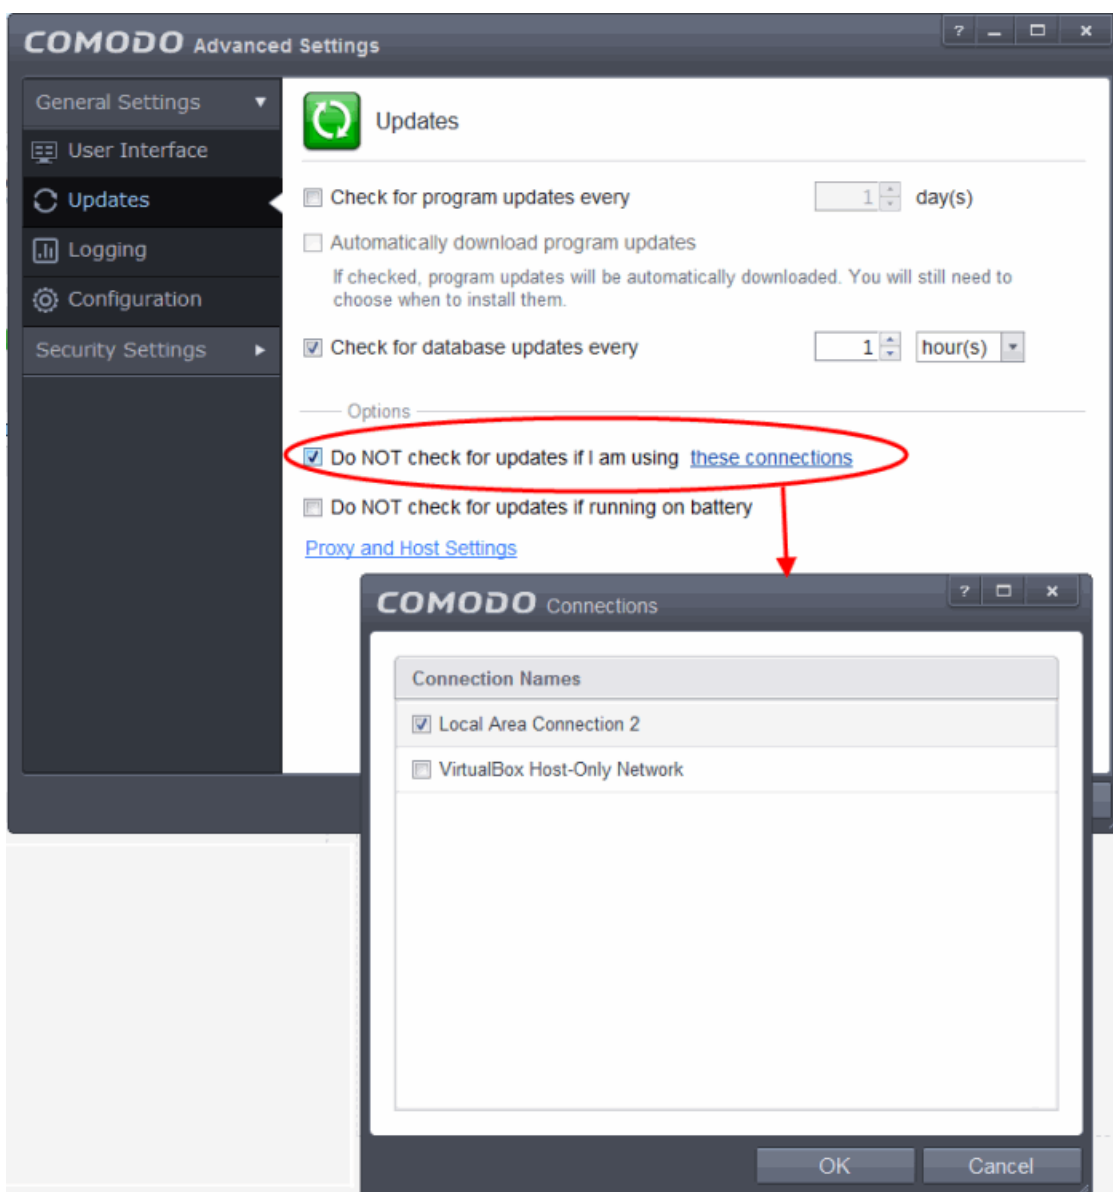 COMODO Advanced Settings
General Settings
User Interface
Updates
Logging
Configuration
Security Settings
Updates
Check for program updates every 1 day(s)
Automatically download program updates
If checked, program updates will be automatically downloaded. You will still need to
choose when to install them.
Check for database updates every 1 hour(s)
Options
Do NOT check for updates if I am using these connections
Do NOT check for updates if running on battery
Proxy and Host Settings
COMODO Connections
Connection Names
Local Area Connection 2
VirtualBox Host-Only Network
OK Cancel